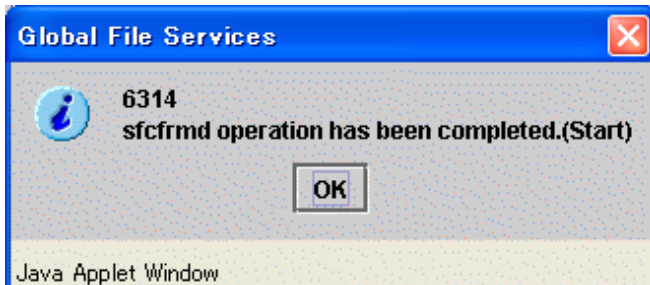 Global File Services
6314
sfcfrmd operation has been completed.(Start)
OK
Java Applet Window